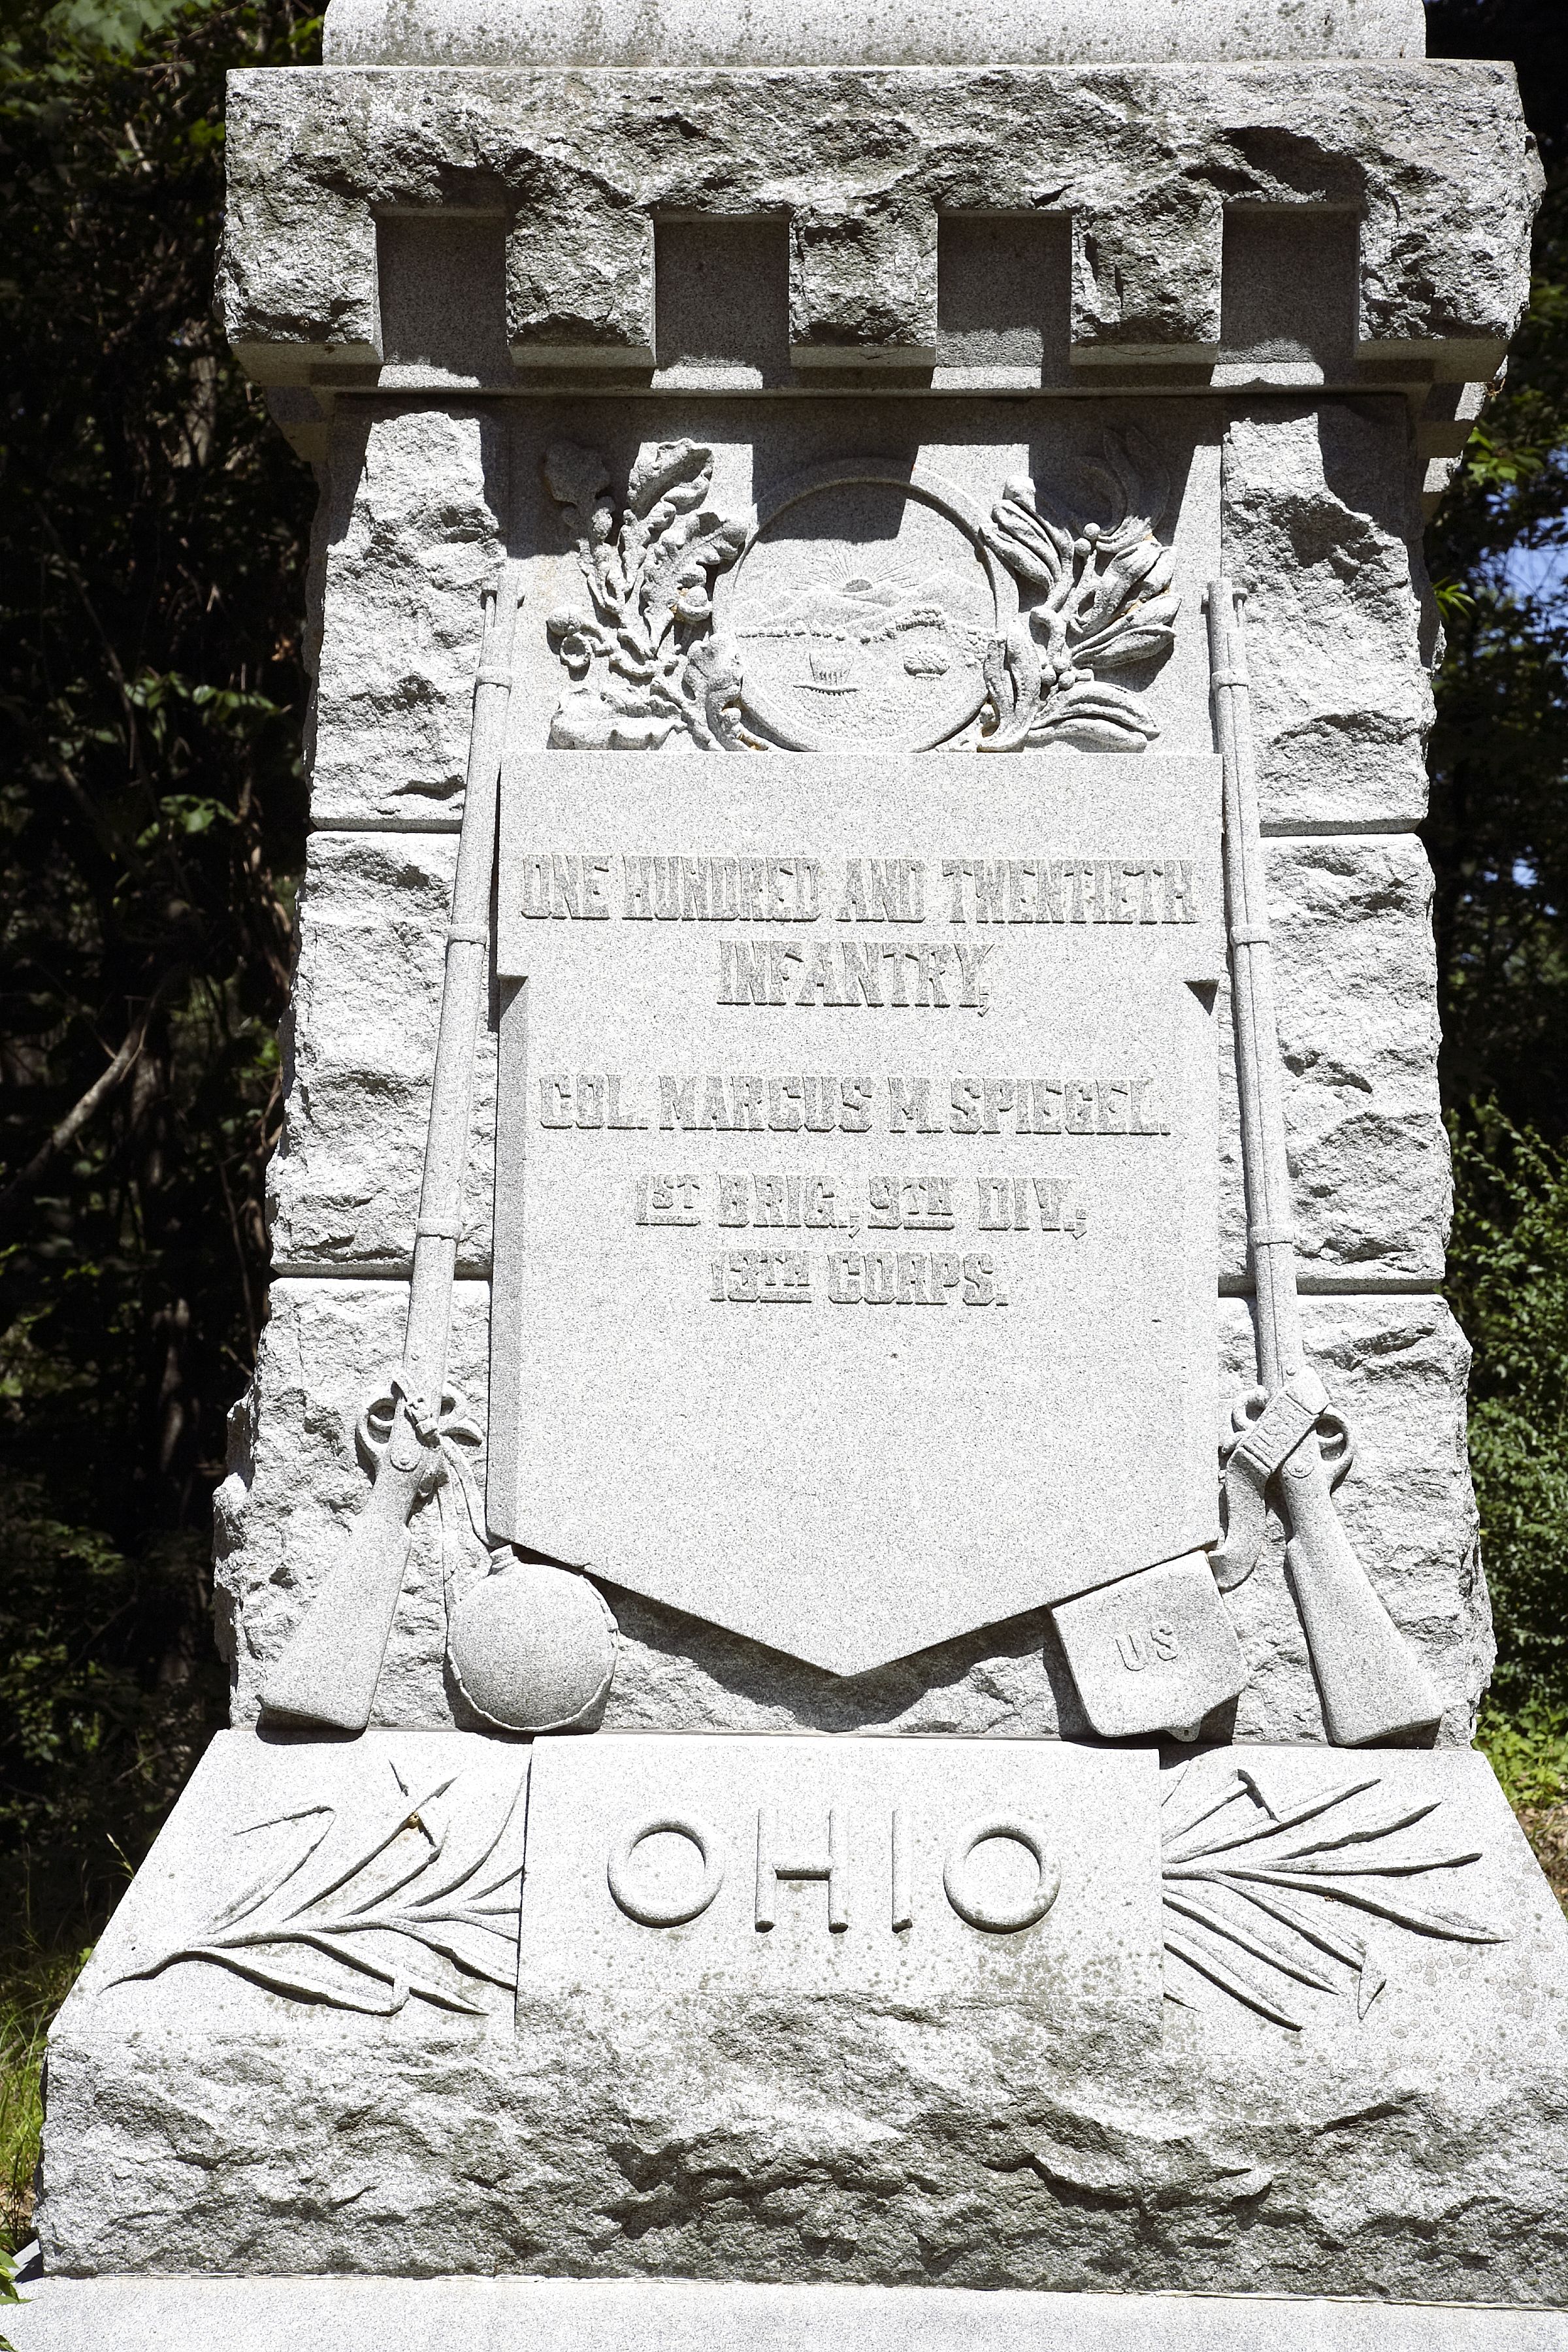 ONE HUNDRED AND TWENTIETH
INFANTRY,
COL. MARCUS M. SPIEGEL.
1ST BRIG., 9TH DIV.,
13TH CORPS.
US
OHIO